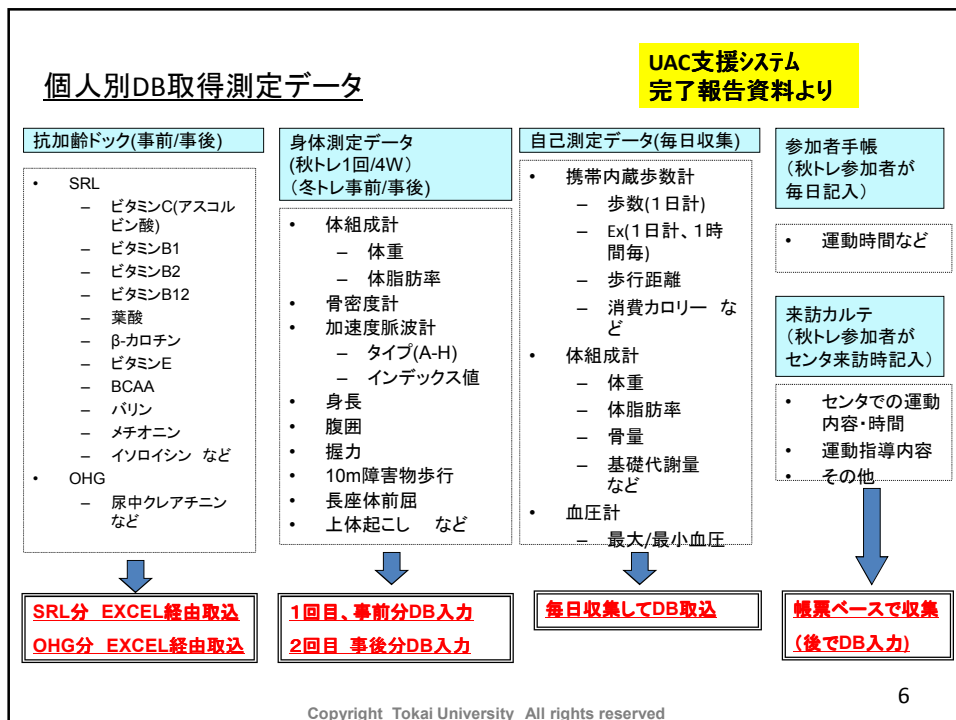 個人別DB取得測定データ
UAC支援システム
完了報告資料より
抗加齢ドック(事前/事後)
• SRL
– ビタミンC(アスコル
ビン酸)
– ビタミンB1
– ビタミンB2
– ビタミンB12
– 葉酸
– β-カロチン
– ビタミンE
– BCAA
– バリン
– メチオニン
– イソロイシン など
• OHG
– 尿中クレアチニン
など
SRL分 EXCEL経由取込
OHG分 EXCEL経由取込
身体測定データ
(秋トレ1回/4W)
(冬トレ事前/事後)
• 体組成計
– 体重
– 体脂肪率
• 骨密度計
• 加速度脈波計
– タイプ(A-H)
– インデックス値
• 身長
• 腹囲
• 握力
• 10m障害物歩行
• 長座体前屈
• 上体起こし など
1回目、事前分DB入力
2回目 事後分DB入力
自己測定データ(毎日収集)
• 携帯内蔵歩数計
– 歩数(1日計)
– Ex(1日計、1時
間毎)
– 歩行距離
– 消費カロリー な
ど
• 体組成計
– 体重
– 体脂肪率
– 骨量
– 基礎代謝量
など
• 血圧計
– 最大/最小血圧
毎日収集してDB取込
参加者手帳
(秋トレ参加者が
毎日記入)
• 運動時間など
来訪カルテ
(秋トレ参加者が
センタ来訪時記入)
• センタでの運動
内容・時間
• 運動指導内容
• その他
帳票ベースで収集
(後でDB入力)
6
Copyright Tokai University All rights reserved